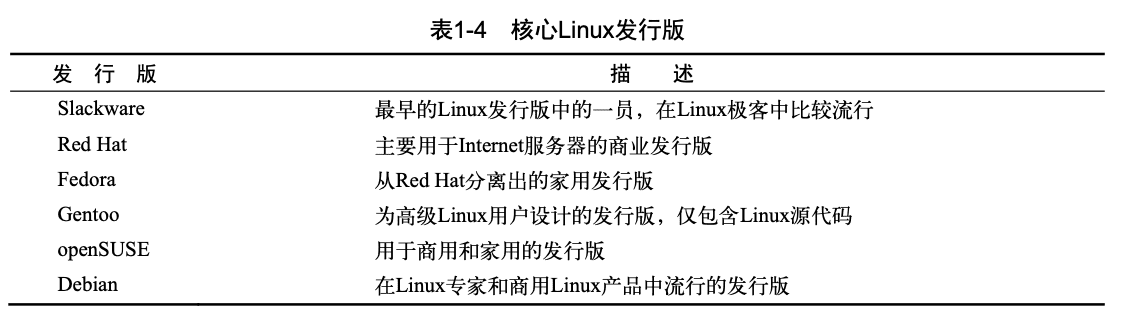 表1-4 核心Linux发行版
发 行 版 描 述
Slackware 最早的Linux发行版中的一员，在Linux极客中比较流行
Red Hat 主要用于Internet服务器的商业发行版
Fedora 从Red Hat分离出的家用发行版
Gentoo 为高级Linux用户设计的发行版，仅包含Linux源代码
openSUSE 用于商用和家用的发行版
Debian 在Linux专家和商用Linux产品中流行的发行版